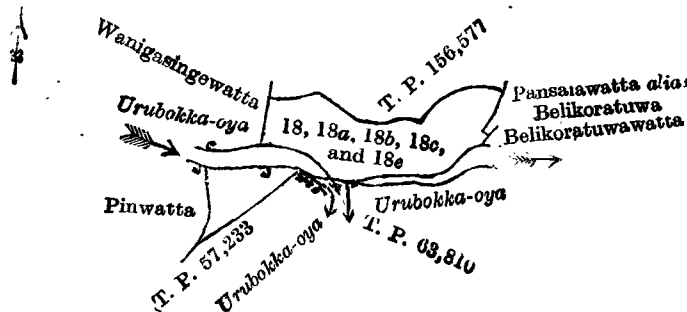 Wanigasingewatta
T. P. 156,577
Pansalawatta alias
Belikoratuwa
Belikoratuwawatta
Urubokka-oya
18, 18a, 18b, 18c,
and 18e
Pinwatta
T. P. 57,233
Urubokka-oya
T. P. 63,810
Urubokka-oya